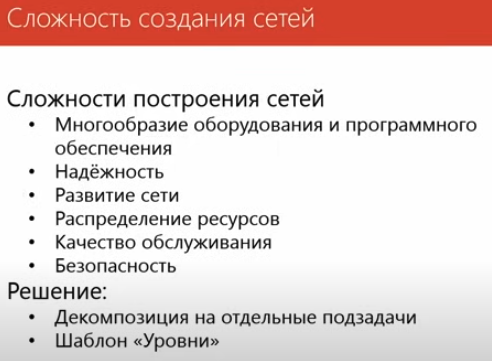 Сложность создания сетей
Сложности построения сетей
• Многообразие оборудования и программного
обеспечения
• Надёжность
• Развитие сети
• Распределение ресурсов
• Качество обслуживания
• Безопасность
Решение:
• Декомпозиция на отдельные подзадачи
• Шаблон «Уровни»